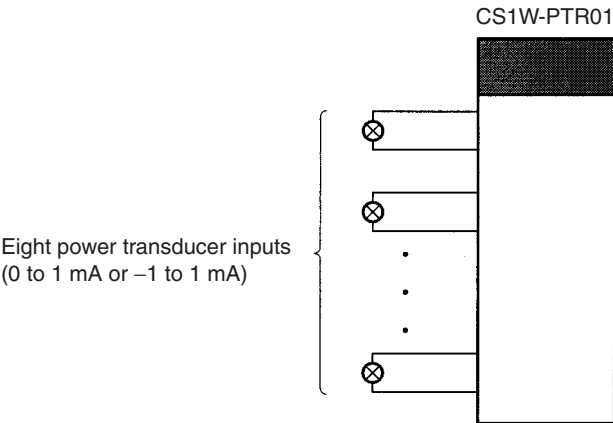 CS1W-PTR01
Eight power transducer inputs
(0 to 1 mA or −1 to 1 mA)